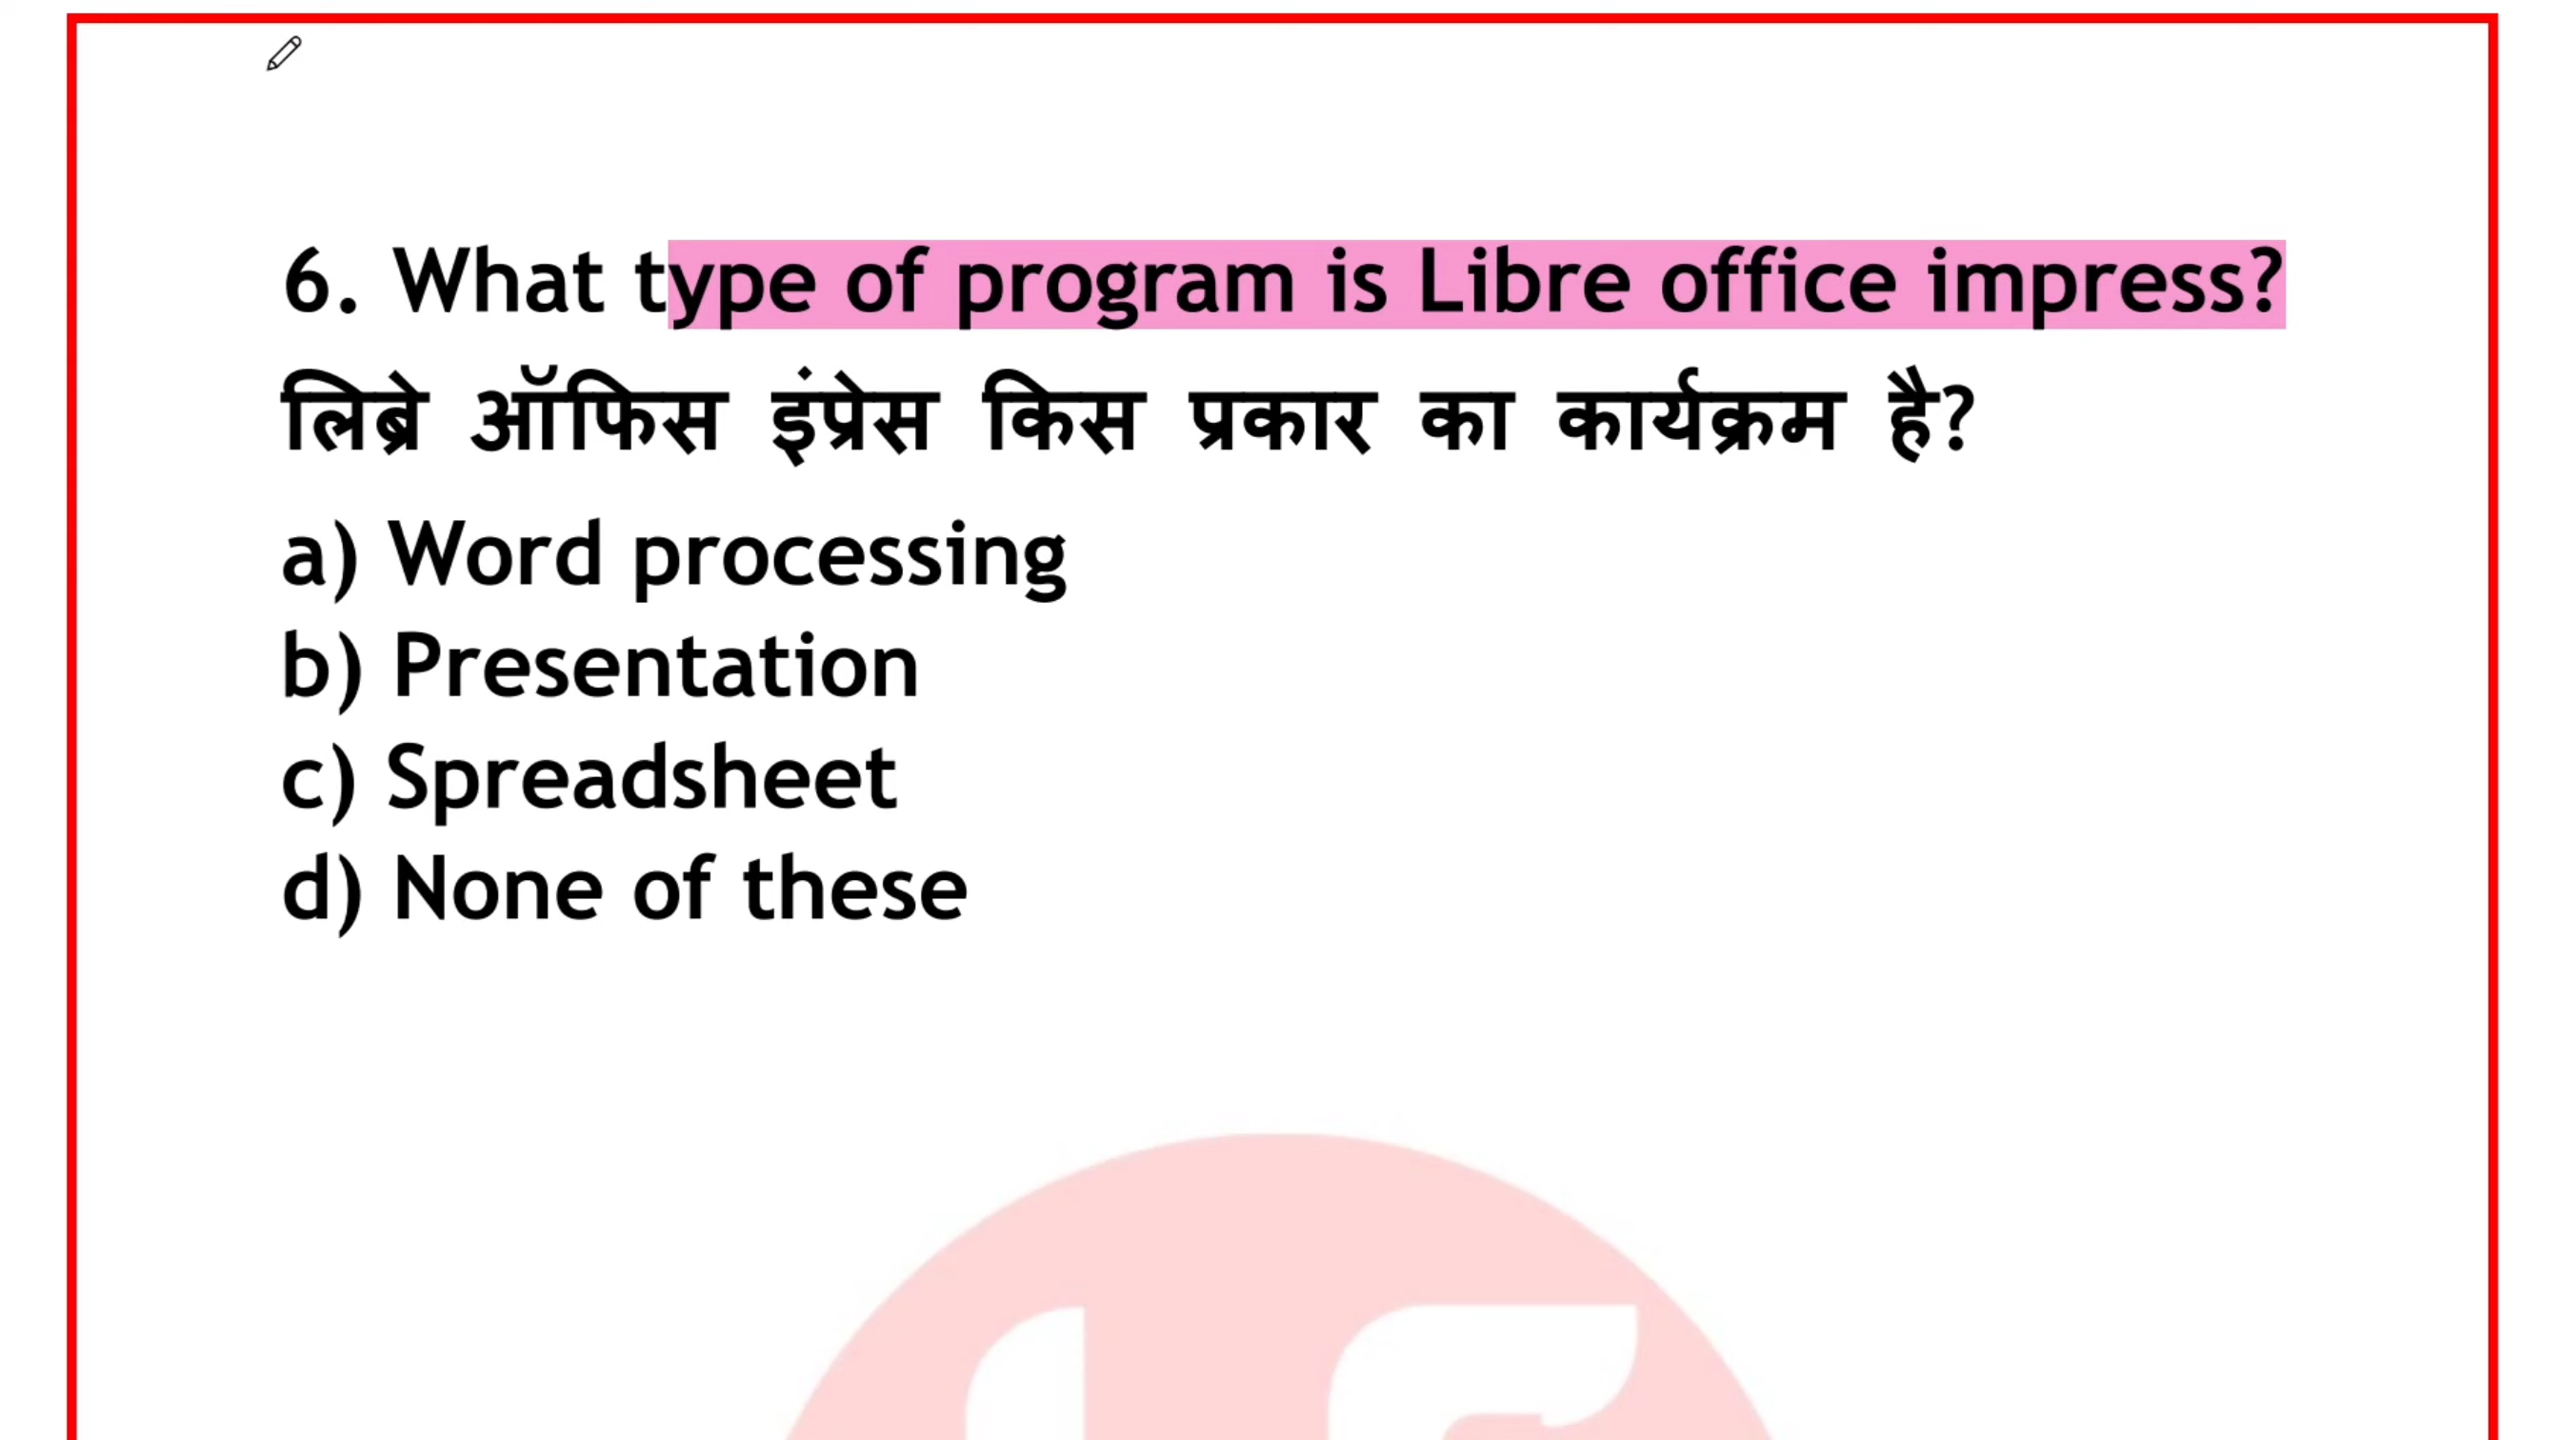 6. What type of program is Libre office impress?
लिब्रे ऑफिस इंप्रेस किस प्रकार का कार्यक्रम है?
a) Word processing
b) Presentation
c) Spreadsheet
d) None of these